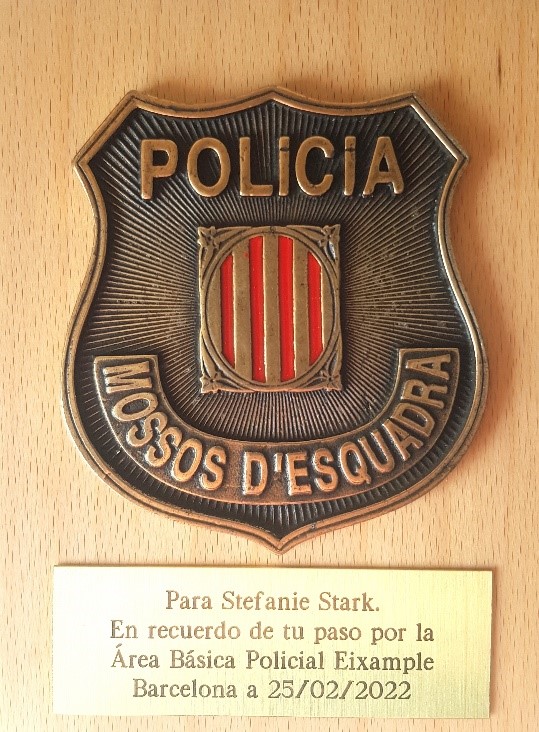 POLiCiA
MOSSOS D'ESQUADRA
Para Stefanie Stark.
En recuerdo de tu paso por la
Área Básica Policial Eixample
Barcelona a 25/02/2022